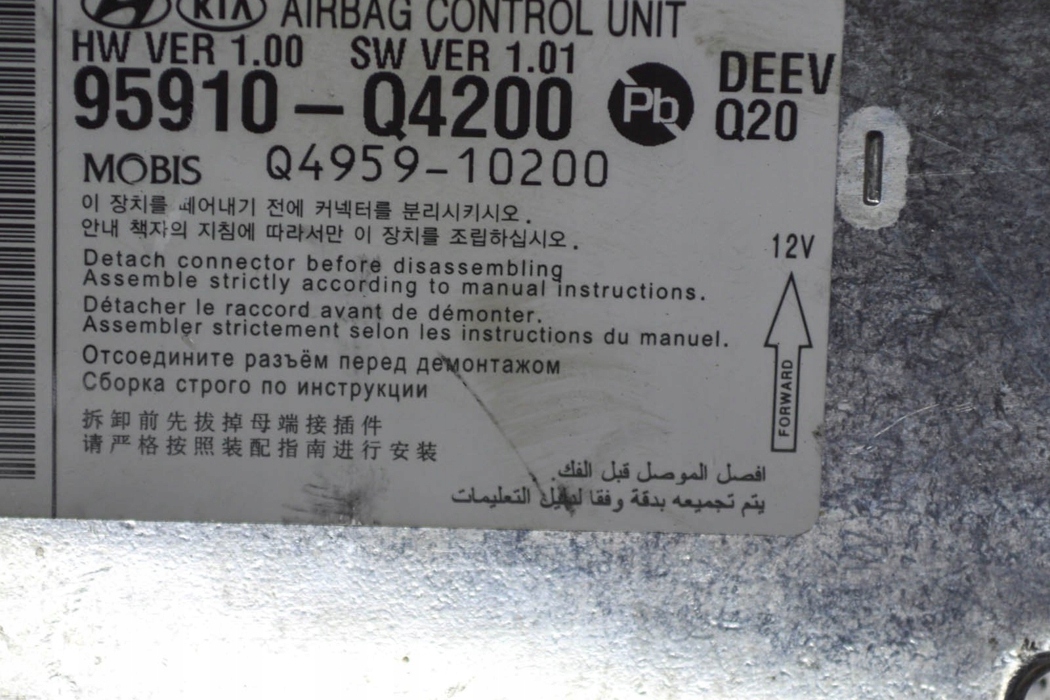 KIA AIRBAG CONTROL UNIT
HW VER 1.00 SW VER 1.01
95910-Q4200 Pb DEEV
Q20
MOBIS Q4959-10200
이 장치를 떼어내기 전에 커넥터를 분리시키시오.
안내 책자의 지침에 따라서만 이 장치를 조립하십시오.
12V
Detach connector before disassembling
Assemble strictly according to manual instructions.
Détacher le raccord avant de démonter.
Assembler strictement selon les instructions du manuel.
FORWARD
Отсоедините разъём перед демонтажом
Сборка строго по инструкции
拆卸前先拔掉母端接插件
请严格按照装配指南进行安装
افصل الموصل قبل الفك.
يتم تجميعه بدقة وفقا لدليل التعليمات